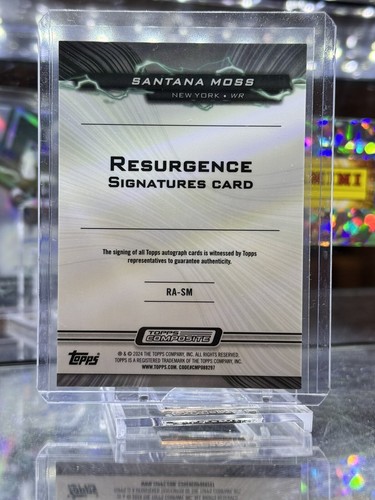 SANTANA MOSS
NEW YORK • WR
RESURGENCE
SIGNATURES CARD
The signing of all Topps autograph cards is witnessed by Topps
representatives to guarantee authenticity.
RA-SM
TOPPS
COMPOSITE
Topps
® & © 2024 THE TOPPS COMPANY, INC. ALL RIGHTS RESERVED.
TOPPS IS A REGISTERED TRADEMARK OF THE TOPPS COMPANY, INC.
WWW.TOPPS.COM. CODE#CMP088297